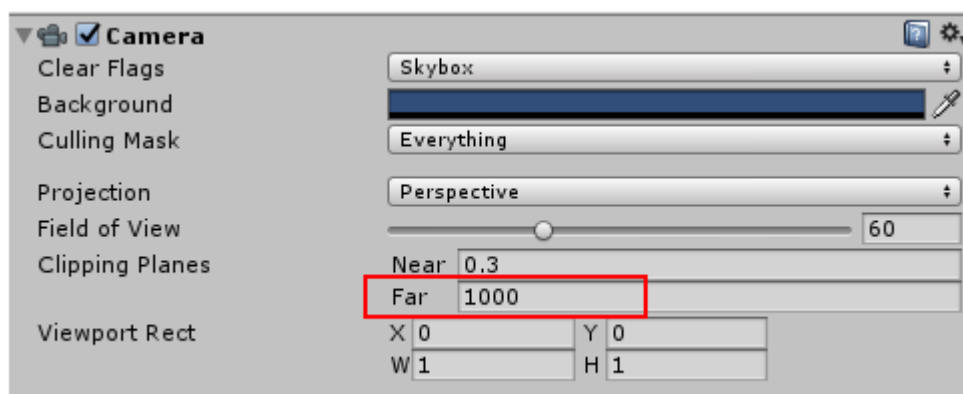 Camera
Clear Flags Skybox
Background
Culling Mask Everything
Projection Perspective
Field of View 60
Clipping Planes Near 0.3
Far 1000
Viewport Rect X 0 Y 0
W 1 H 1